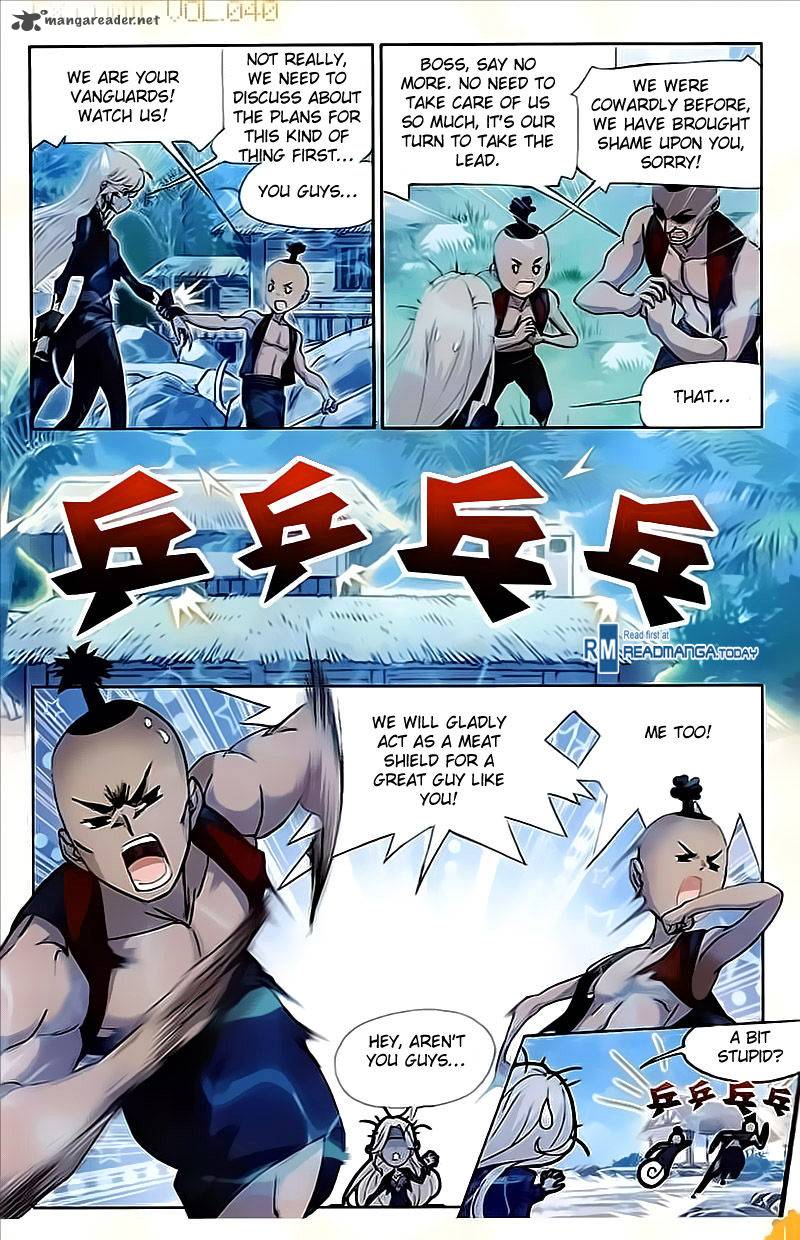 mangareader.net
VOL.040
WE ARE YOUR
VANGUARDS!
WATCH US!
NOT REALLY,
WE NEED TO
DISCUSS ABOUT
THE PLANS FOR
THIS KIND OF
THING FIRST...
YOU GUYS...
BOSS, SAY NO
MORE. NO NEED TO
TAKE CARE OF US
SO MUCH, IT'S OUR
TURN TO TAKE THE
LEAD.
WE WERE
COWARDLY BEFORE,
WE HAVE BROUGHT
SHAME UPON YOU,
SORRY!
THAT...
乒乓乒乓
Read first at
RM READMANGA.TODAY
WE WILL GLADLY
ACT AS A MEAT
SHIELD FOR A
GREAT GUY LIKE
YOU!
ME TOO!
HEY, AREN'T
YOU GUYS...
A BIT
STUPID?
乒乓乒乓